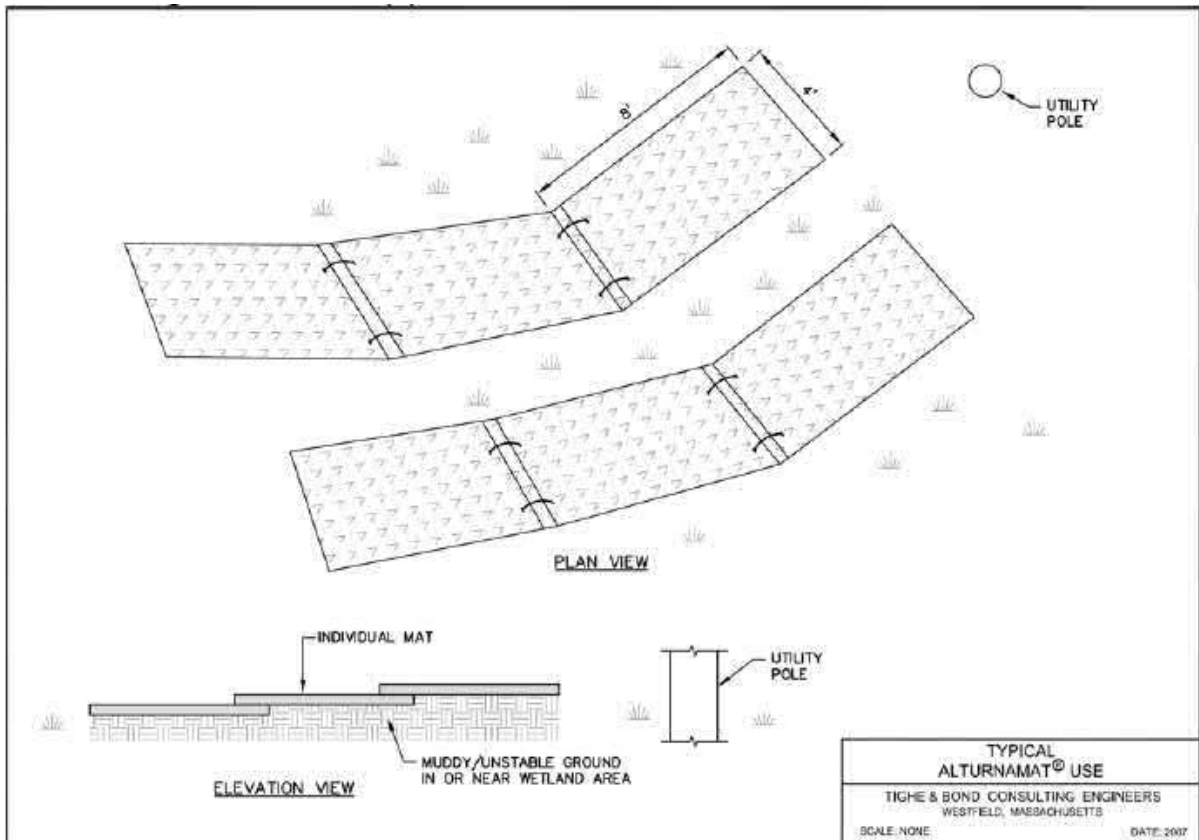 8'
4'
UTILITY
POLE
PLAN VIEW
INDIVIDUAL MAT
UTILITY
POLE
MUDDY/UNSTABLE GROUND
IN OR NEAR WETLAND AREA
ELEVATION VIEW
TYPICAL
ALTURNAMAT® USE
TIGHE & BOND CONSULTING ENGINEERS
WESTFIELD, MASSACHUSETTS
SCALE: NONE
DATE: